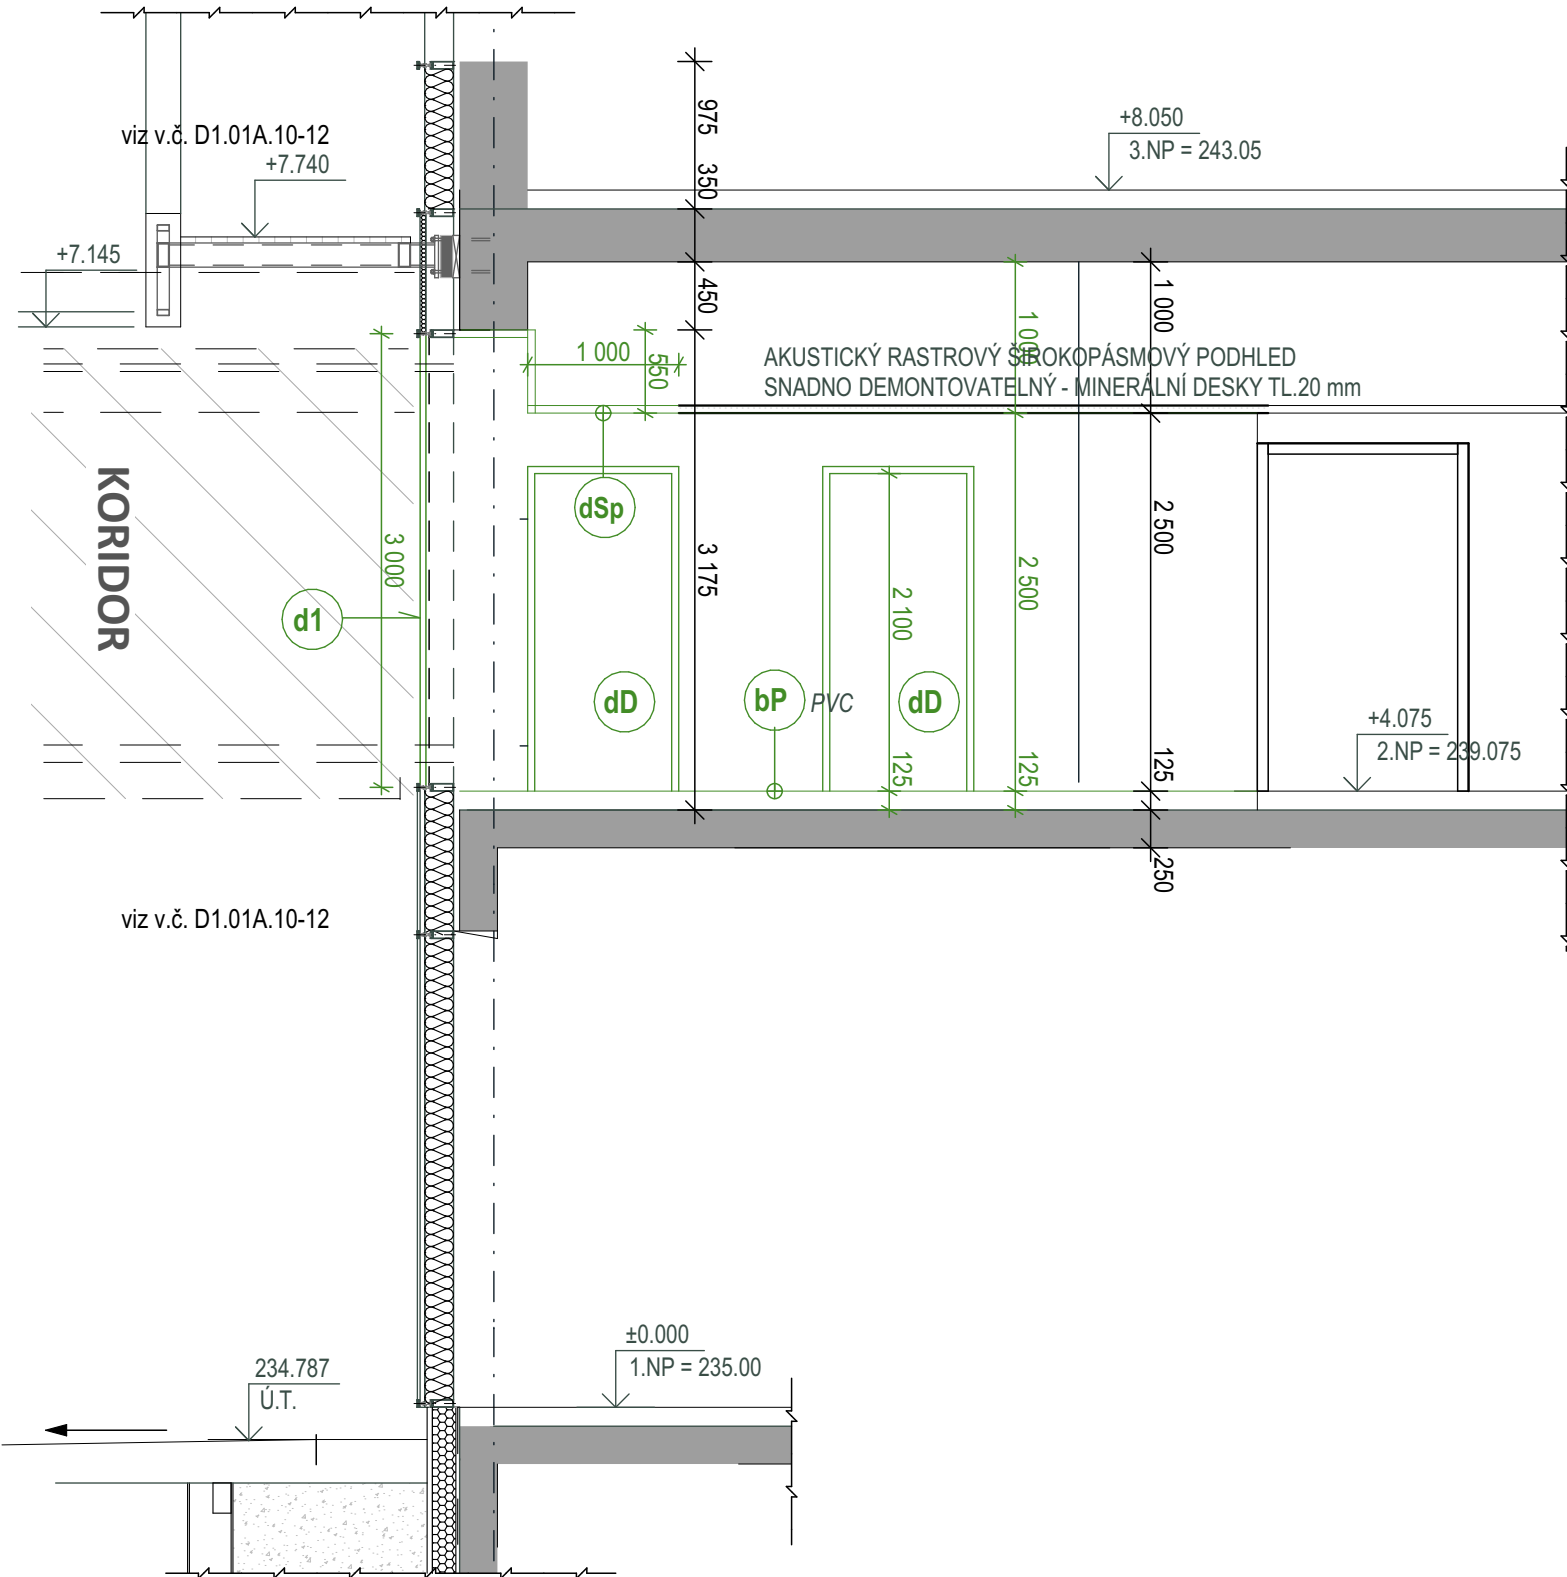 viz v.č. D1.01A.10-12
+7.740
+7.145
975
350
+8.050
3.NP = 243.05
450
1 000
550
1 000
1 000
AKUSTICKÝ RASTROVÝ ŠIROKOPÁSMOVÝ PODHLED
SNADNO DEMONTOVATELNÝ - MINERÁLNÍ DESKY TL.20 mm
KORIDOR
3 000
d1
dSp
3 175
2 100
2 500
2 500
dD
bP
PVC
dD
125
125
125
+4.075
2.NP = 239.075
250
viz v.č. D1.01A.10-12
±0.000
1.NP = 235.00
234.787
Ú.T.